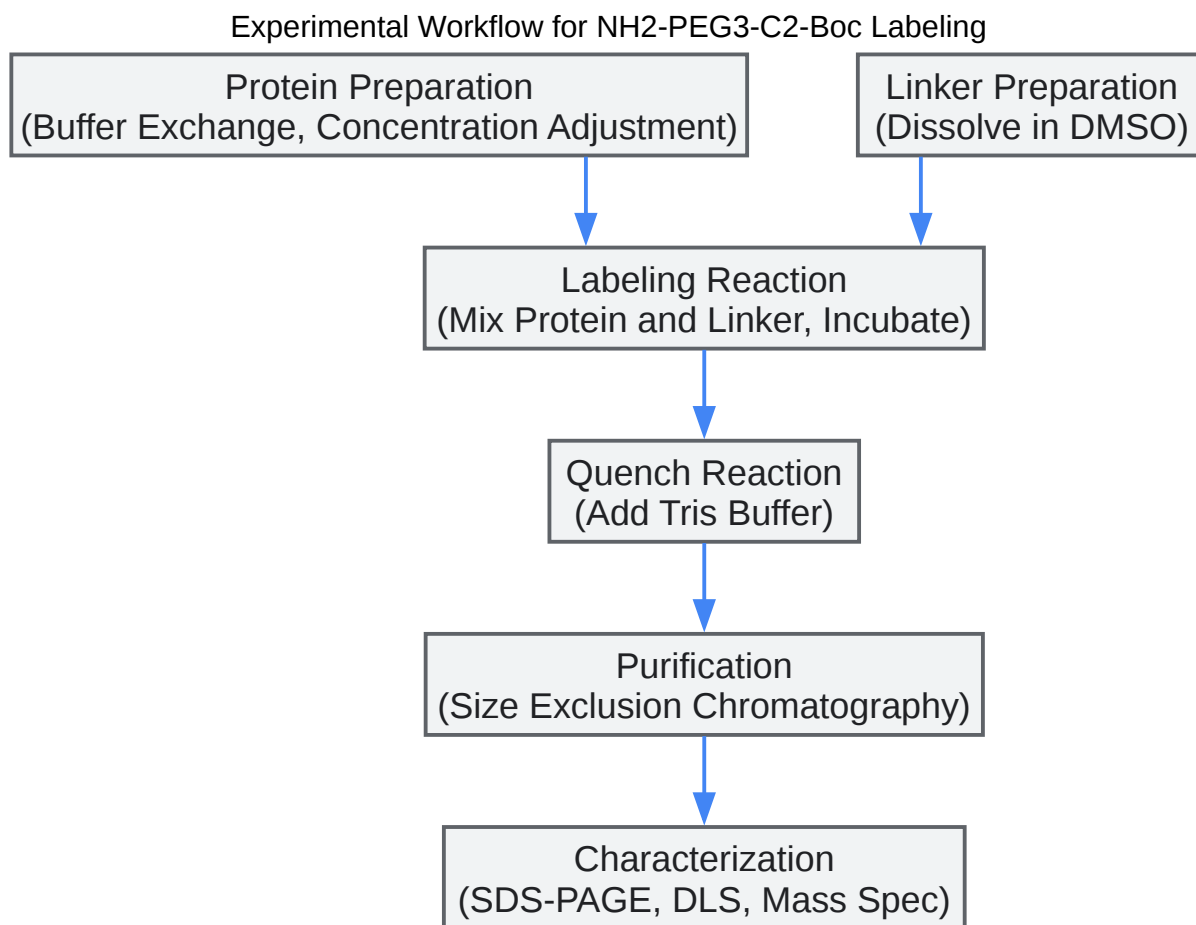 Experimental Workflow for NH2-PEG3-C2-Boc Labeling
Protein Preparation
(Buffer Exchange, Concentration Adjustment)
Linker Preparation
(Dissolve in DMSO)
Labeling Reaction
(Mix Protein and Linker, Incubate)
Quench Reaction
(Add Tris Buffer)
Purification
(Size Exclusion Chromatography)
Characterization
(SDS-PAGE, DLS, Mass Spec)